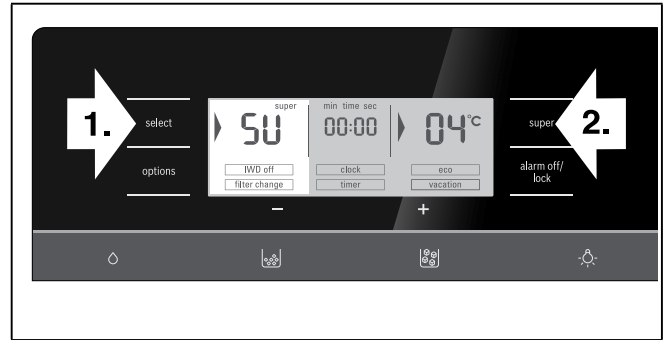 super
min time sec
SU
00:00
04°C
1.
select
super
2.
options
IWD off
clock
eco
alarm off/
lock
filter change
timer
vacation
−
+